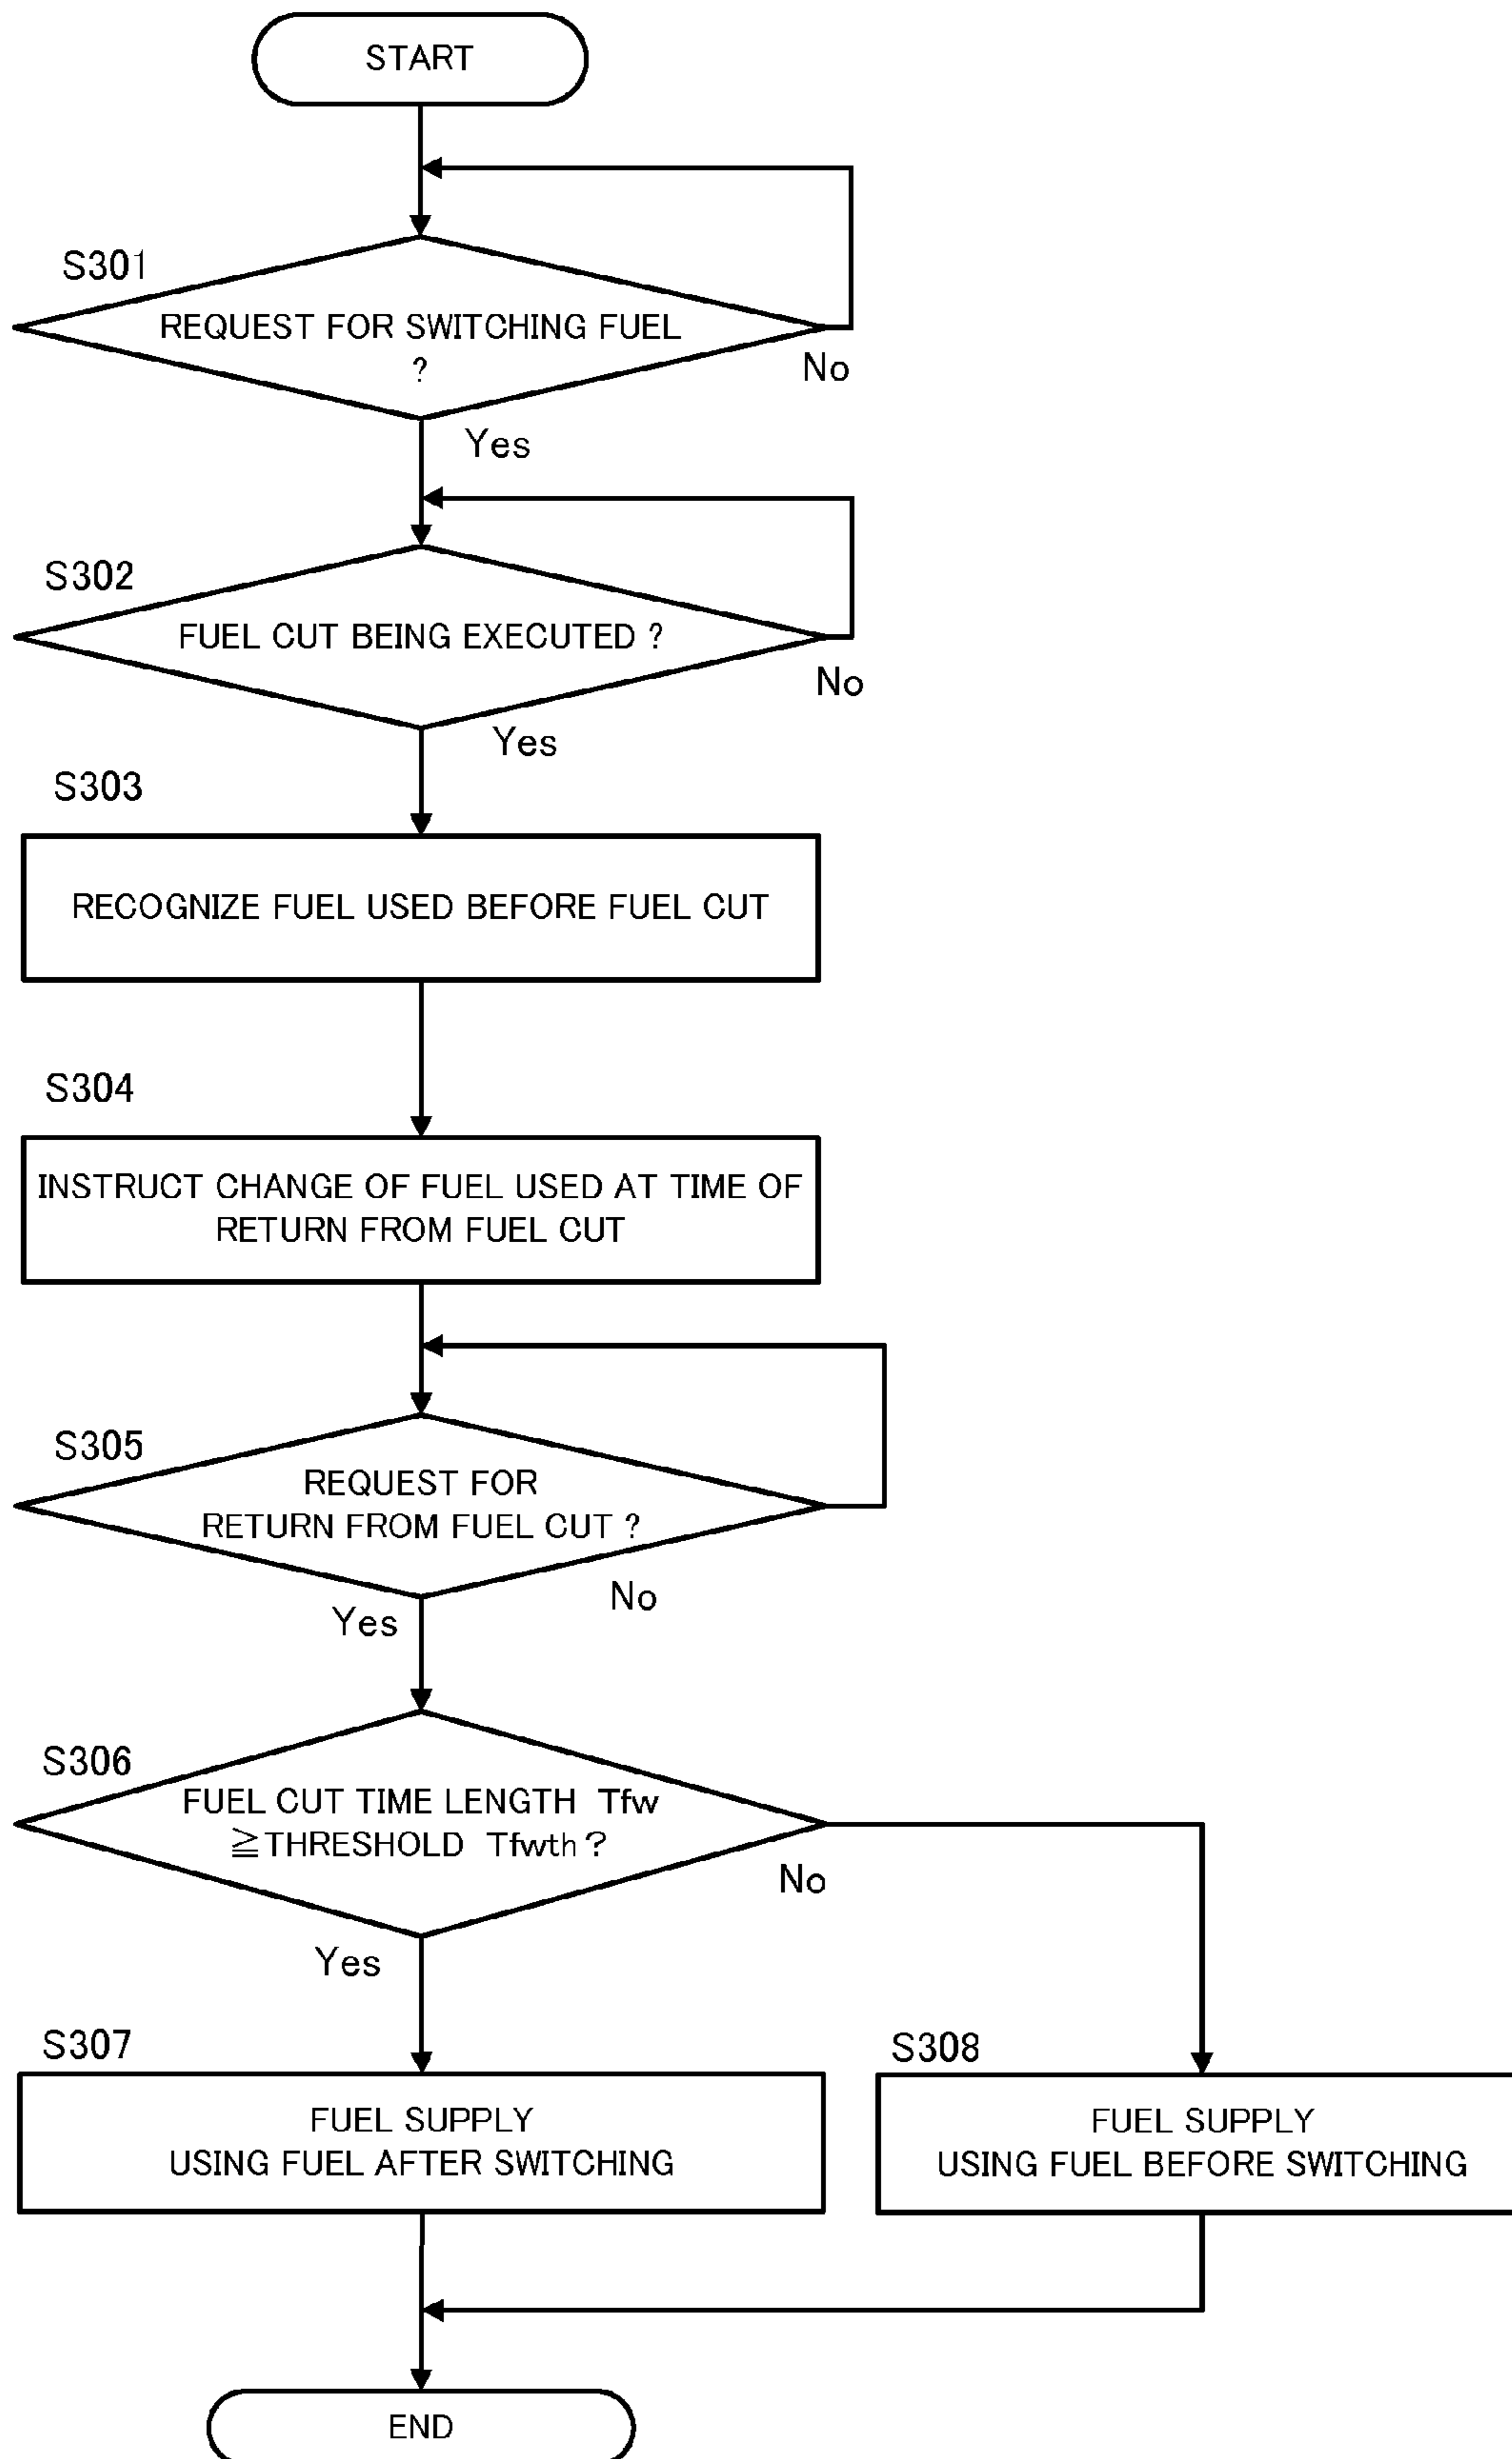 START
S301
REQUEST FOR SWITCHING FUEL
?
No
Yes
S302
FUEL CUT BEING EXECUTED ?
No
Yes
S303
RECOGNIZE FUEL USED BEFORE FUEL CUT
S304
INSTRUCT CHANGE OF FUEL USED AT TIME OF
RETURN FROM FUEL CUT
S305
REQUEST FOR
RETURN FROM FUEL CUT ?
No
Yes
S306
FUEL CUT TIME LENGTH Tfw
≧THRESHOLD Tfwth ?
No
Yes
S307
FUEL SUPPLY
USING FUEL AFTER SWITCHING
S308
FUEL SUPPLY
USING FUEL BEFORE SWITCHING
END